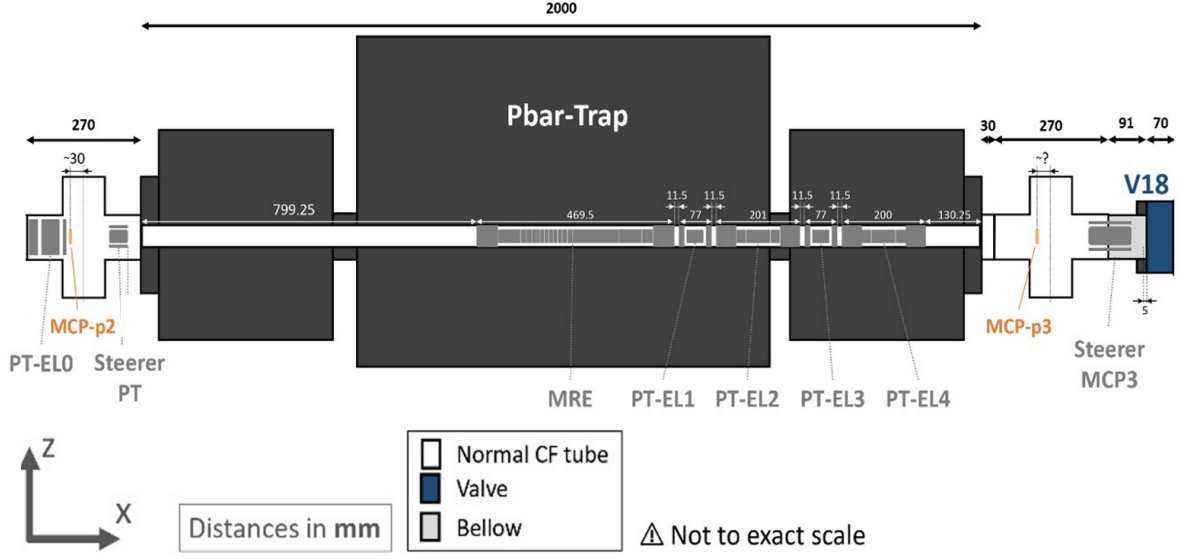 2000
270
30
270
91
70
~30
~?
Pbar-Trap
V18
799.25
469.5
11.5
77
11.5
201
11.5
77
11.5
200
130.25
5
MCP-p2
MCP-p3
PT-EL0
Steerer
PT
MRE
PT-EL1
PT-EL2
PT-EL3
PT-EL4
Steerer
MCP3
Z
X
Distances in mm
Normal CF tube
Valve
Bellow
⚠ Not to exact scale